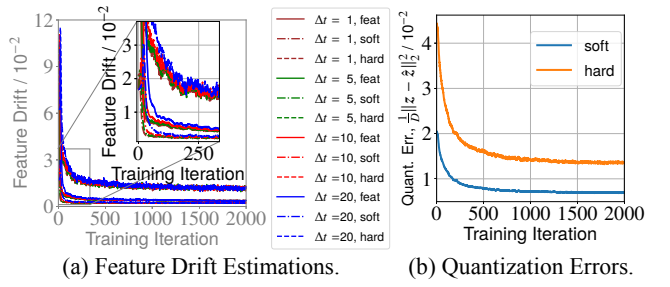 Feature Drift / 10⁻²
12
9
6
3
0
0 500 1000 1500 2000
Training Iteration
Feature Drift / 10⁻²
3
2
1
0 250
Training Iteration
Δt = 1, feat
Δt = 1, soft
Δt = 1, hard
Δt = 5, feat
Δt = 5, soft
Δt = 5, hard
Δt =10, feat
Δt =10, soft
Δt =10, hard
Δt =20, feat
Δt =20, soft
Δt =20, hard
Quant. Err, 1/D ||z − ẑ||²₂ / 10⁻²
4
3
2
1
0 500 1000 1500 2000
Training Iteration
soft
hard
(a) Feature Drift Estimations.
(b) Quantization Errors.